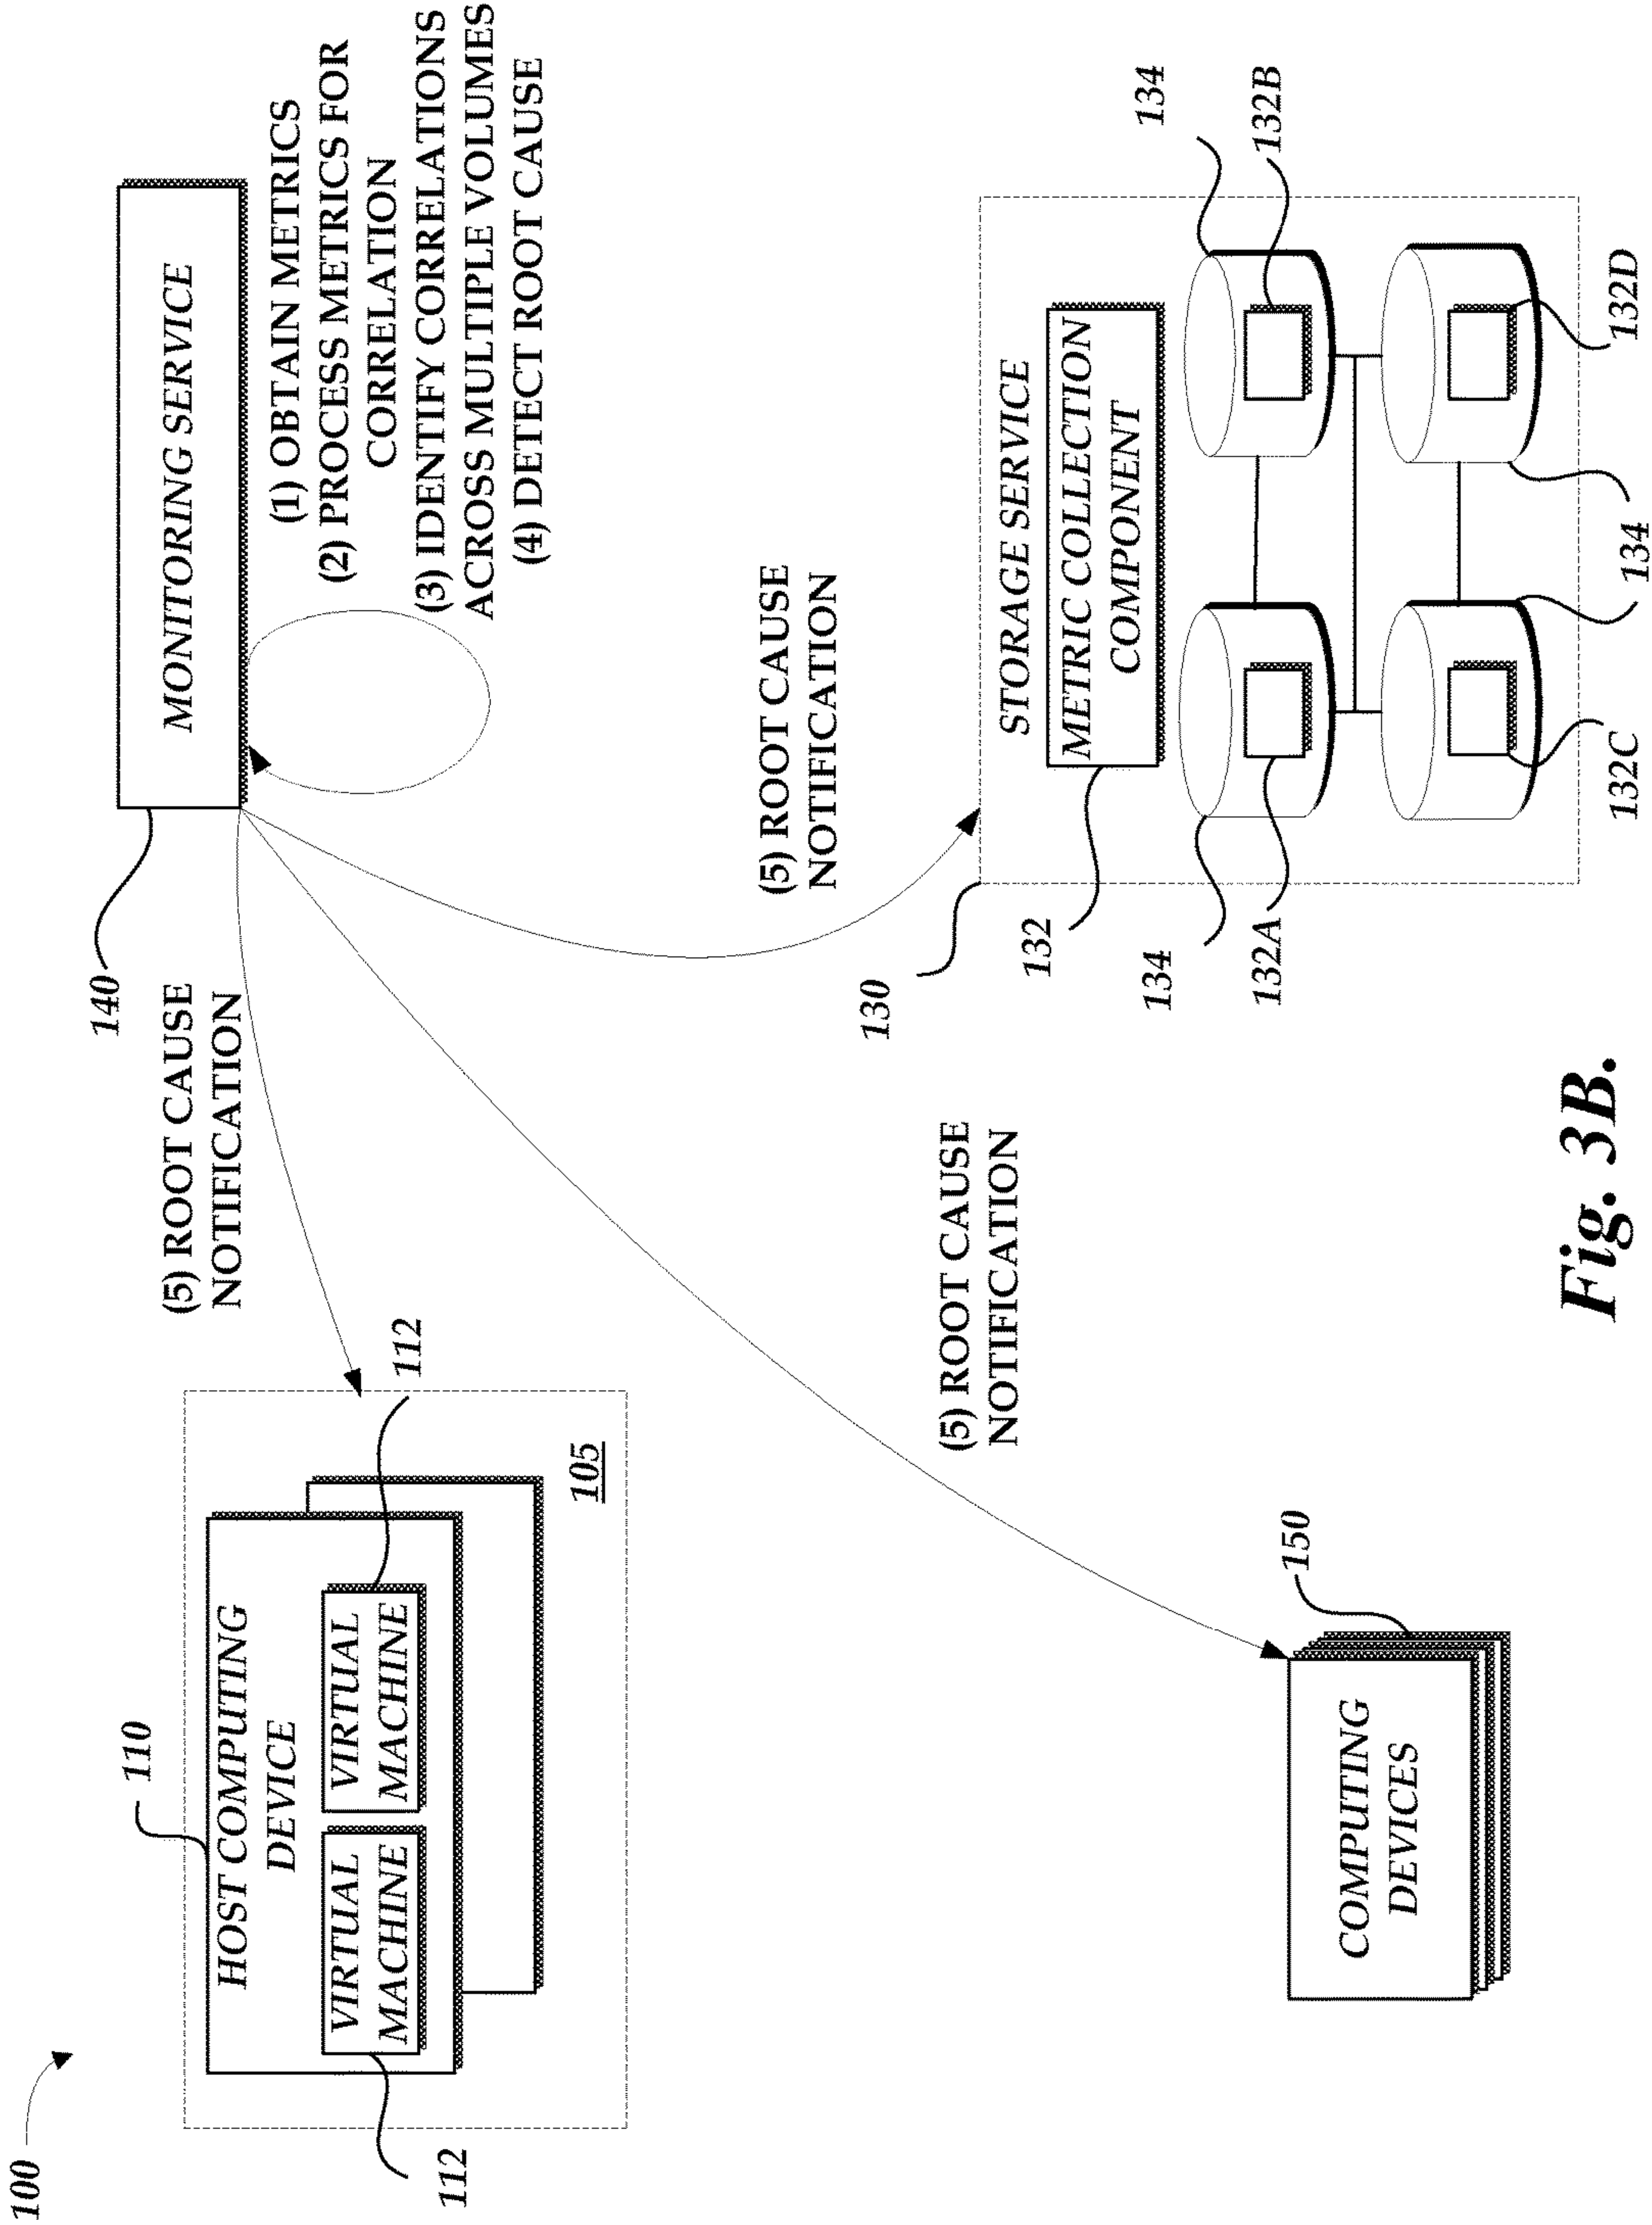 100
110
HOST COMPUTING
DEVICE
VIRTUAL
MACHINE
VIRTUAL
MACHINE
112
112
105
(5) ROOT CAUSE
NOTIFICATION
140
MONITORING SERVICE
(1) OBTAIN METRICS
(2) PROCESS METRICS FOR
CORRELATION
(3) IDENTIFY CORRELATIONS
ACROSS MULTIPLE VOLUMES
(4) DETECT ROOT CAUSE
(5) ROOT CAUSE
NOTIFICATION
(5) ROOT CAUSE
NOTIFICATION
150
COMPUTING
DEVICES
130
STORAGE SERVICE
132
METRIC COLLECTION
COMPONENT
134
134
132A
132B
132C
134
132D
Fig. 3B.